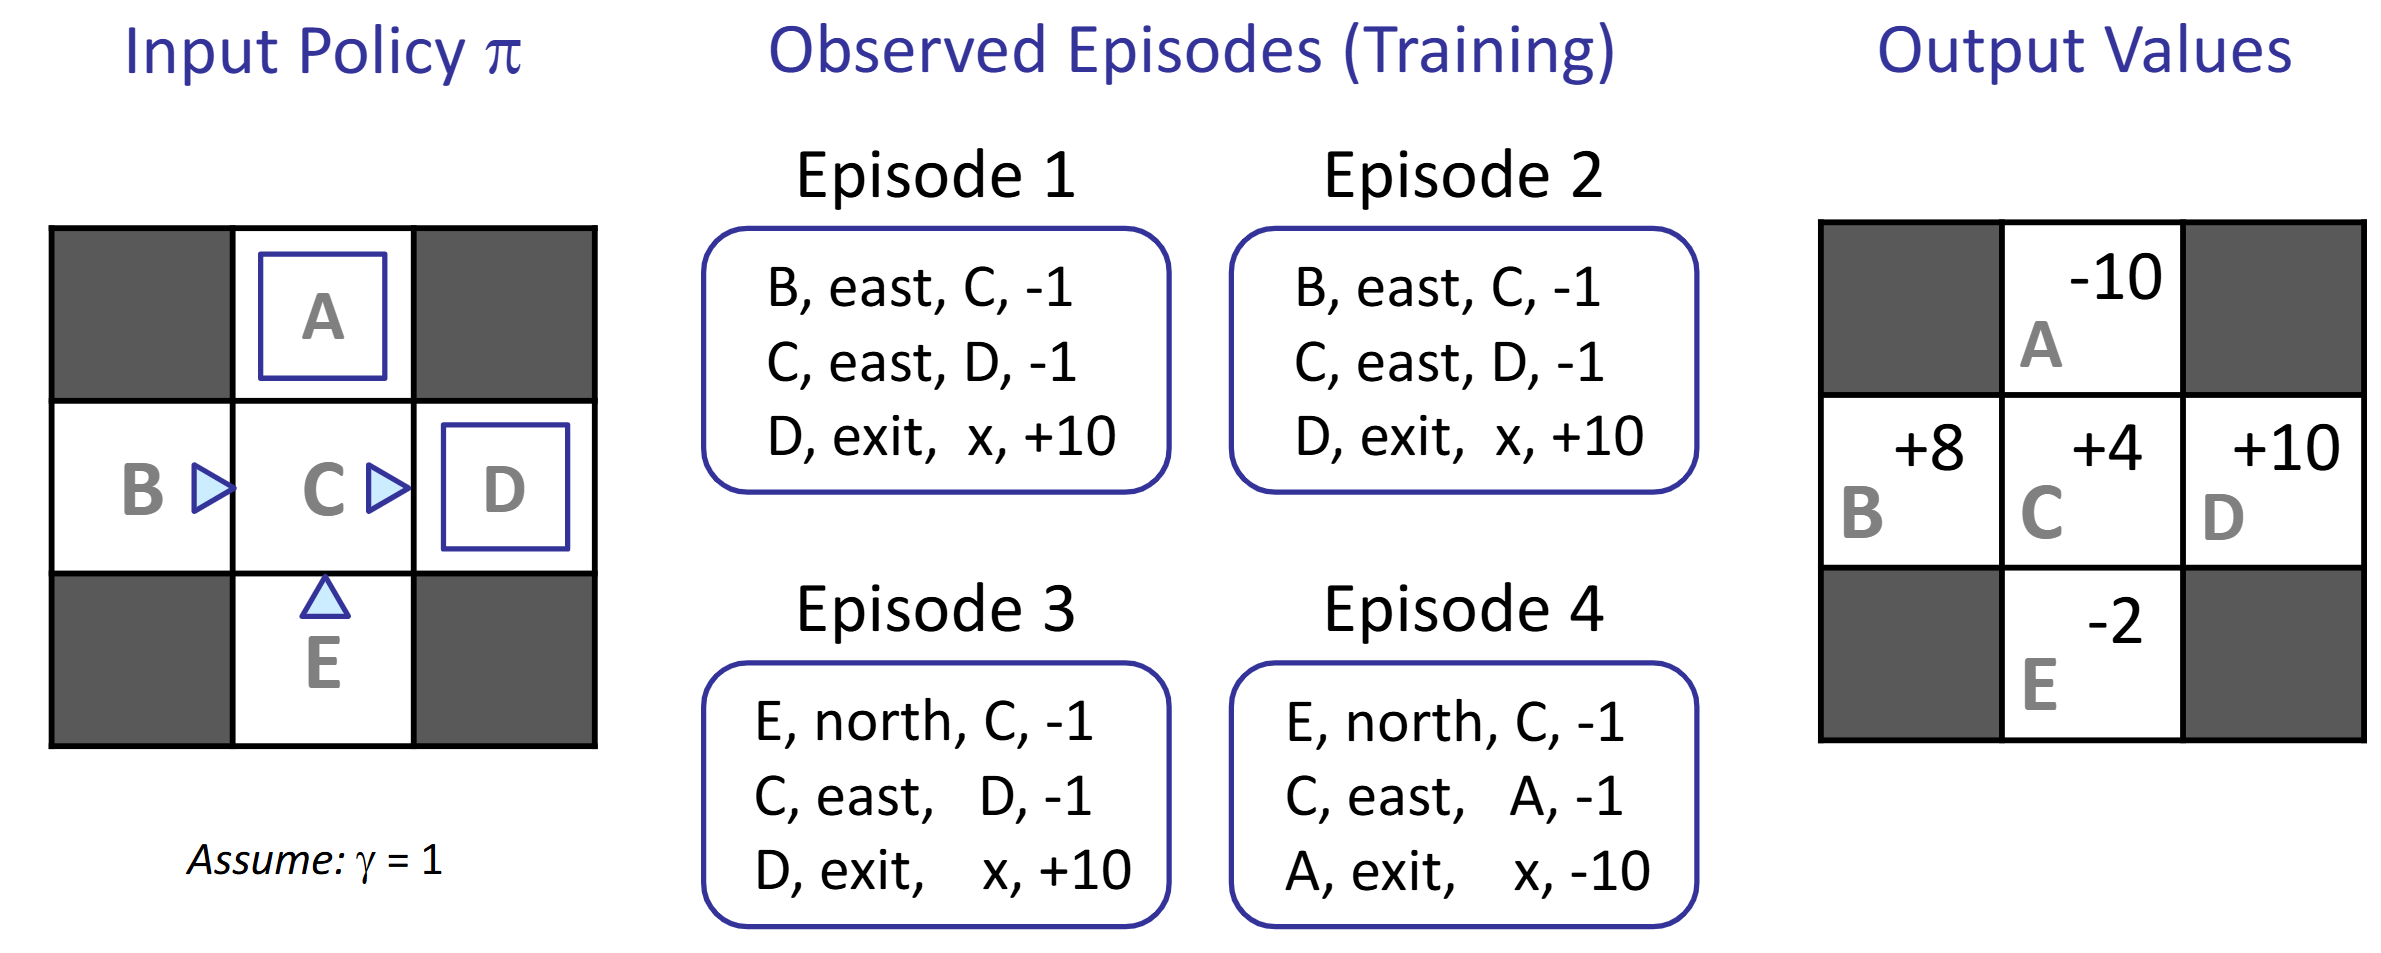 Input Policy π
Observed Episodes (Training)
Output Values
A
B
C
D
E
Assume: γ = 1
Episode 1
B, east, C, -1
C, east, D, -1
D, exit, x, +10
Episode 2
B, east, C, -1
C, east, D, -1
D, exit, x, +10
Episode 3
E, north, C, -1
C, east, D, -1
D, exit, x, +10
Episode 4
E, north, C, -1
C, east, A, -1
A, exit, x, -10
-10
A
+8
B
+4
C
+10
D
-2
E